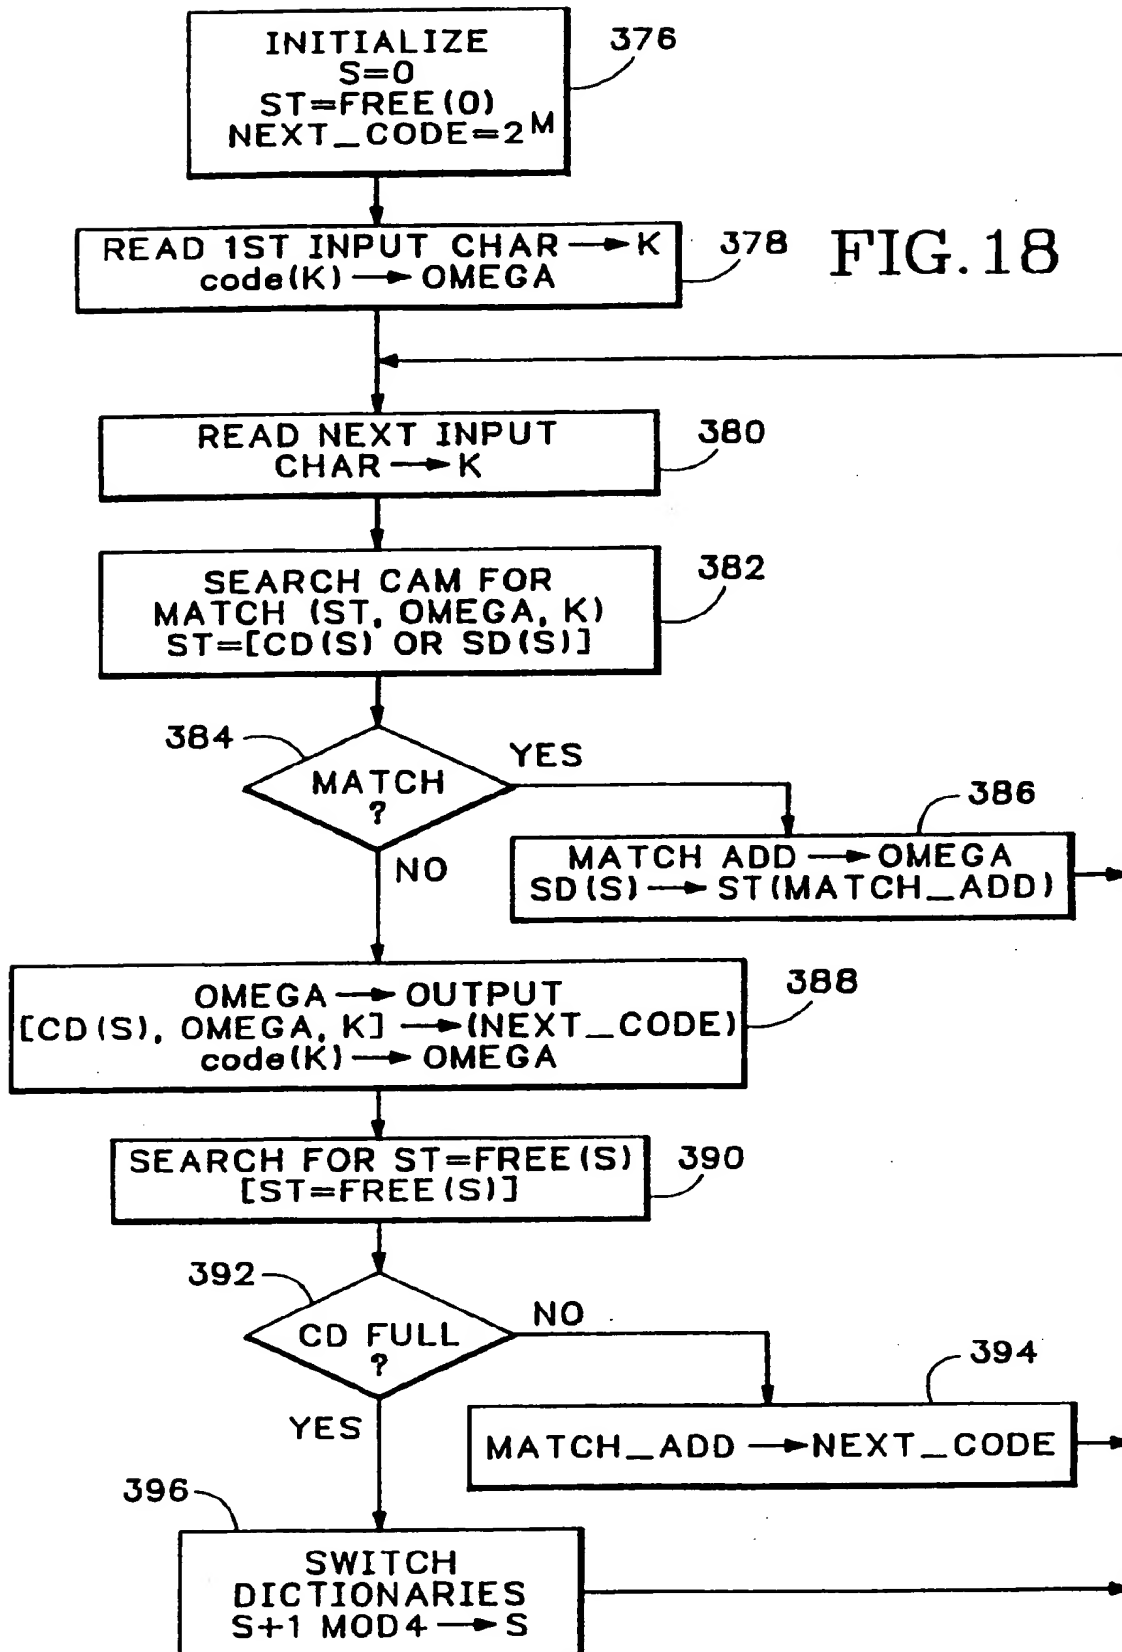 INITIALIZE
S=0
ST=FREE(0)
NEXT_CODE=2^M
376
READ 1ST INPUT CHAR → K
code(K) → OMEGA
378
FIG.18
READ NEXT INPUT
CHAR → K
380
SEARCH CAM FOR
MATCH (ST, OMEGA, K)
ST=[CD(S) OR SD(S)]
382
384
MATCH
?
YES
NO
386
MATCH ADD → OMEGA
SD(S) → ST(MATCH_ADD)
388
OMEGA → OUTPUT
[CD(S), OMEGA, K] → (NEXT_CODE)
code(K) → OMEGA
SEARCH FOR ST=FREE(S)
[ST=FREE(S)]
390
392
CD FULL
?
NO
YES
394
MATCH_ADD → NEXT_CODE
396
SWITCH
DICTIONARIES
S+1 MOD4 → S